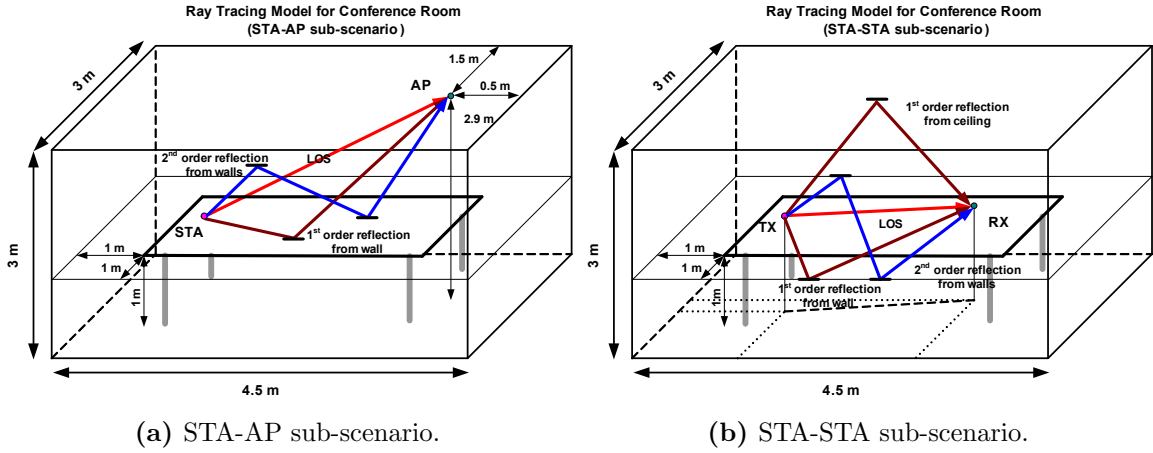 Ray Tracing Model for Conference Room
(STA-AP sub-scenario)
3 m
1.5 m
AP
0.5 m
2.9 m
2nd order reflection
from walls
LOS
STA
1st order reflection
from wall
1 m
1 m
1 m
3 m
4.5 m
(a) STA-AP sub-scenario.
Ray Tracing Model for Conference Room
(STA-STA sub-scenario)
3 m
1st order reflection
from ceiling
TX
LOS
RX
1 m
1 m
1 m
2nd order reflection
from walls
1st order reflection
from wall
3 m
4.5 m
(b) STA-STA sub-scenario.